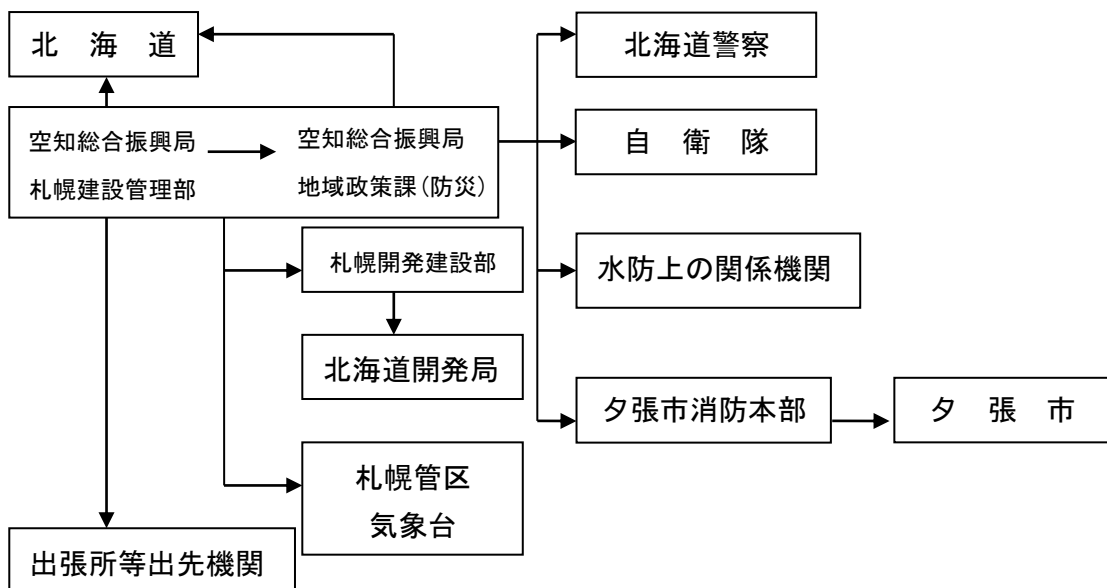 北　海　道
北海道警察
空知総合振興局
札幌建設管理部
空知総合振興局
地域政策課(防災)
自　衛　隊
札幌開発建設部
水防上の関係機関
北海道開発局
夕張市消防本部
夕　張　市
札幌管区
気象台
出張所等出先機関